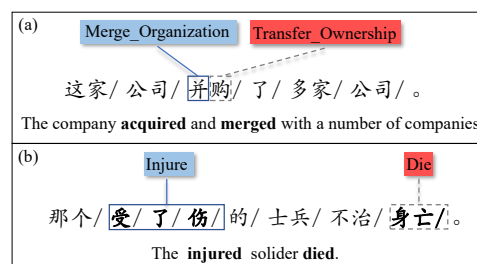 (a)
Merge_Organization Transfer_Ownership
这家/ 公司/ 并购/ 了/ 多家/ 公司/ 。
The company acquired and merged with a number of companies
(b)
Injure Die
那个/ 受/ 了/ 伤/ 的/ 士兵/ 不治/ 身亡/ 。
The injured solider died.